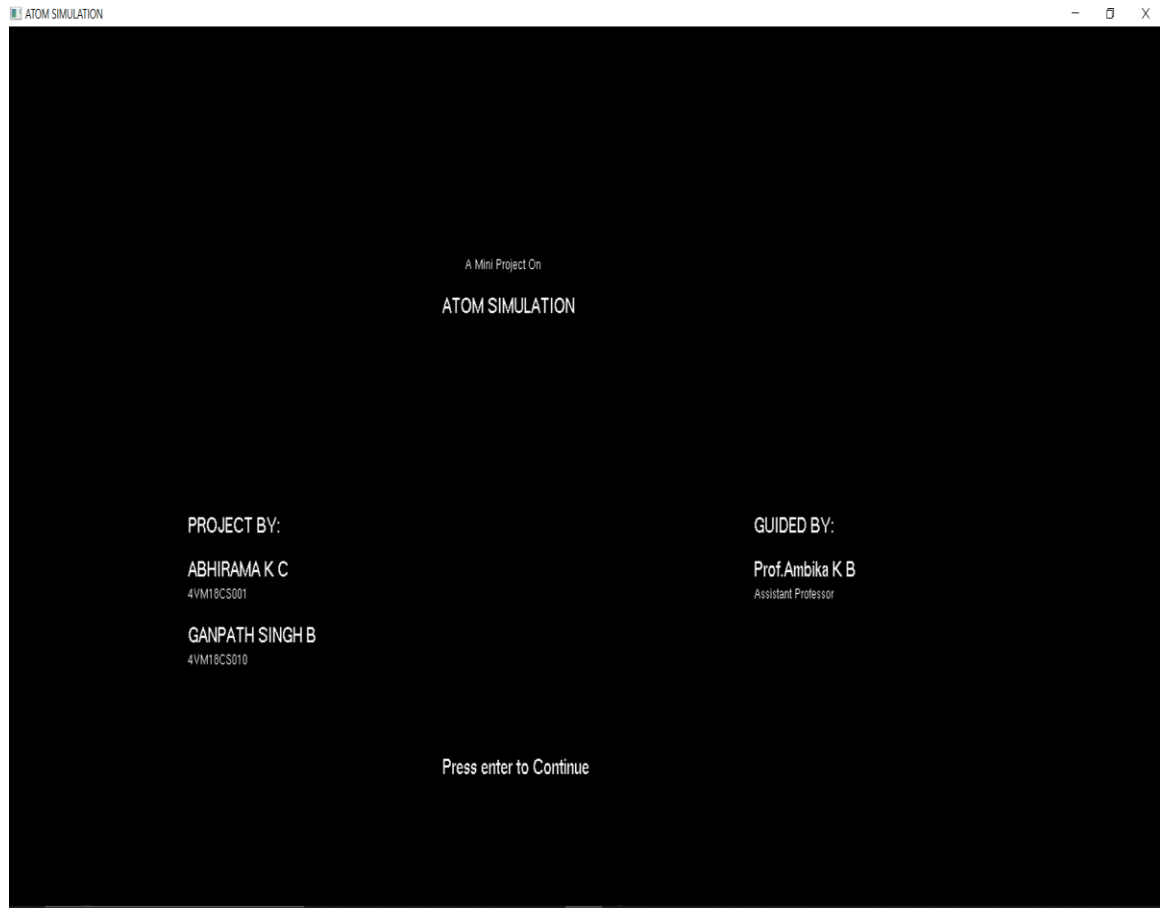 ATOM SIMULATION
A Mini Project On
ATOM SIMULATION
PROJECT BY:
ABHIRAMA K C
4VM18CS001
GANPATH SINGH B
4VM18CS010
GUIDED BY:
Prof.Ambika K B
Assistant Professor
Press enter to Continue